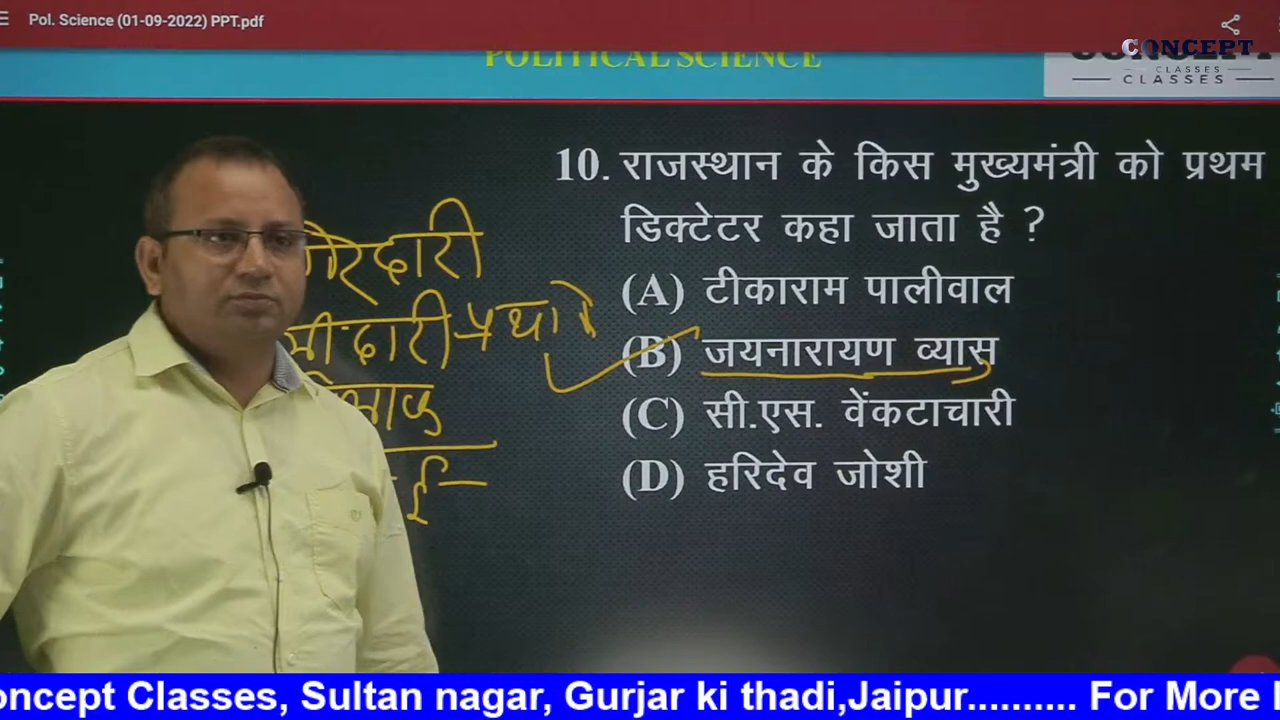 Pol. Science (01-09-2022) PPT.pdf
POLITICAL SCIENCE
CONCEPT
CLASSES
CLASSES
10. राजस्थान के किस मुख्यमंत्री को प्रथम
डिक्टेटर कहा जाता है ?
(A) टीकाराम पालीवाल
(B) जयनारायण व्यास
(C) सी.एस. वेंकटाचारी
(D) हरिदेव जोशी
Classes, Sultan nagar, Gurjar ki thadi,Jaipur.......... For More